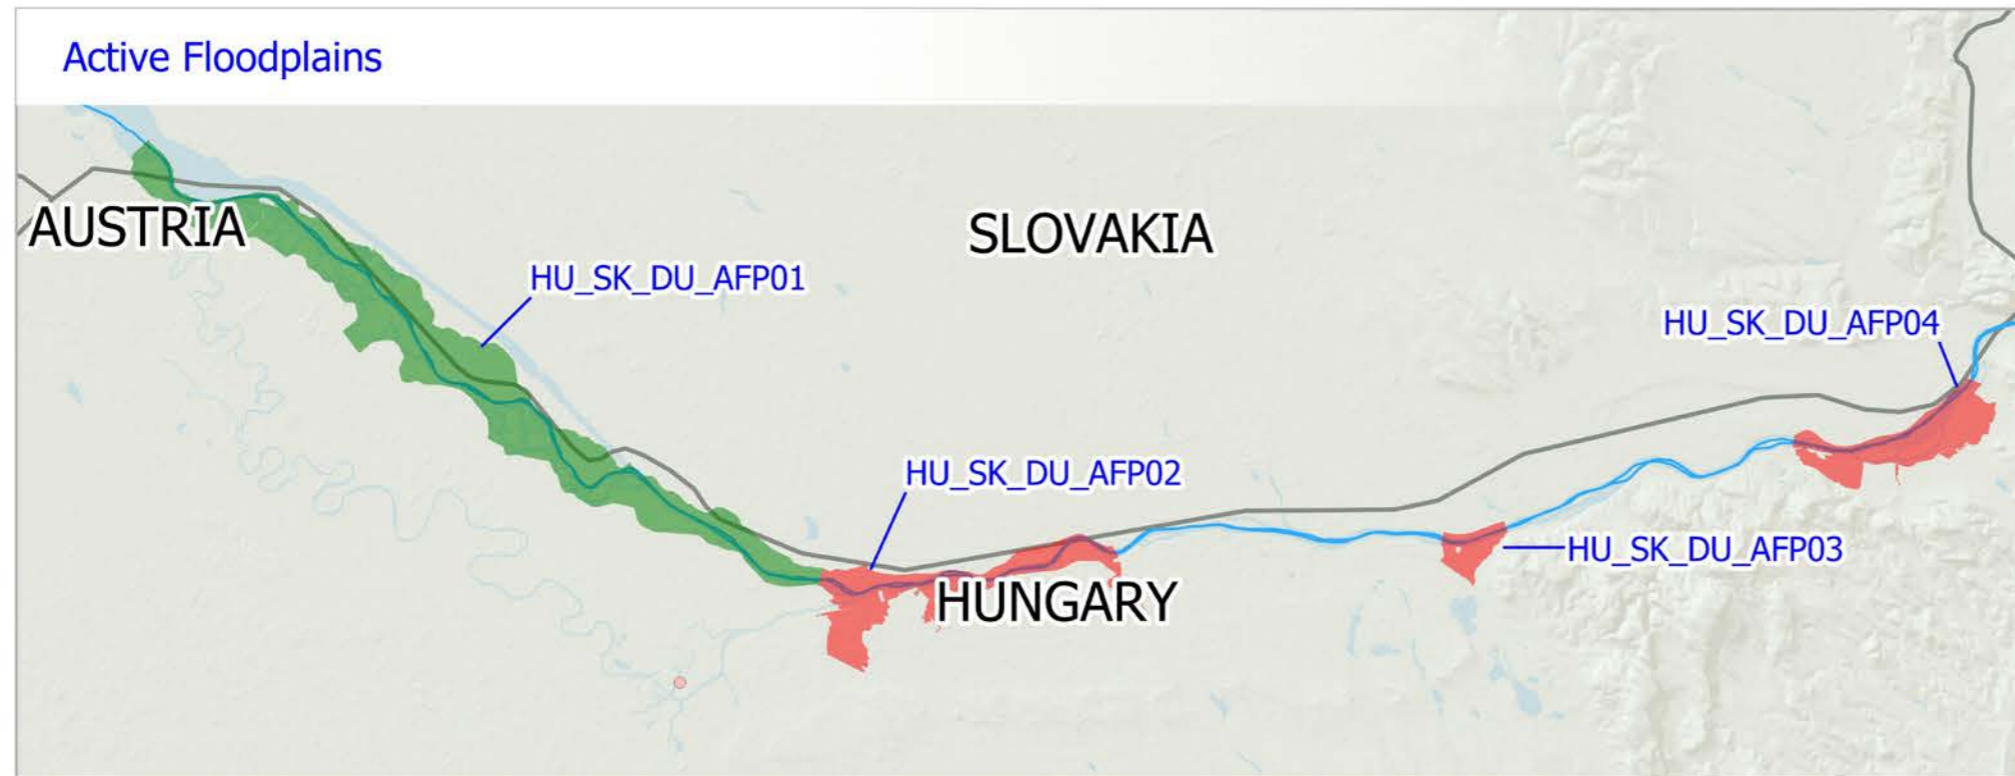 Active Floodplains
AUSTRIA
SLOVAKIA
HU_SK_DU_AFP01
HU_SK_DU_AFP04
HU_SK_DU_AFP02
HU_SK_DU_AFP03
HUNGARY